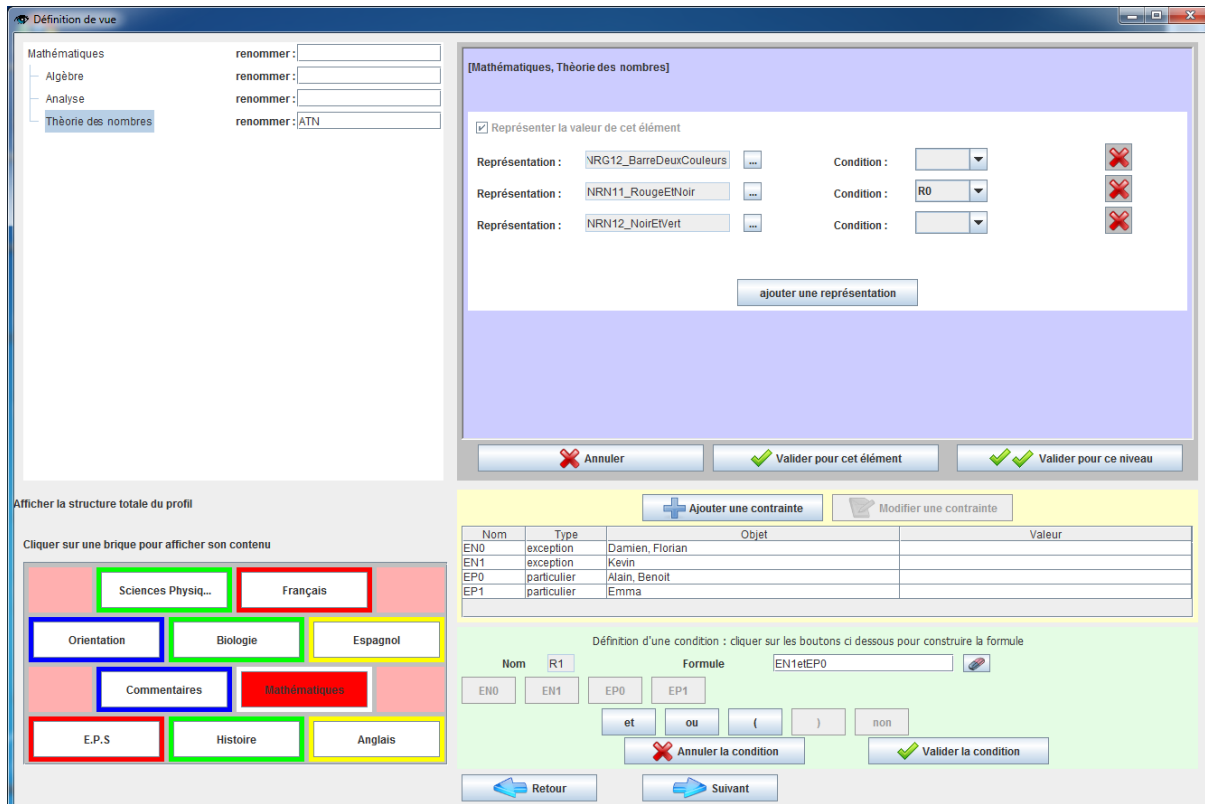 Définition de vue
Mathématiques renommer :
Algèbre renommer :
Analyse renommer :
Thèorie des nombres renommer : ATN
[Mathématiques, Thèorie des nombres]
Représenter la valeur de cet élément
Représentation : NRG12_BarreDeuxCouleurs ... Condition :
Représentation : NRN11_RougeEtNoir ... Condition : R0
Représentation : NRN12_NoirEtVert ... Condition :
ajouter une représentation
Annuler Valider pour cet élément Valider pour ce niveau
Afficher la structure totale du profil
Cliquer sur une brique pour afficher son contenu
Sciences Physiq... Français
Orientation Biologie Espagnol
Commentaires Mathématiques
E.P.S Histoire Anglais
Ajouter une contrainte Modifier une contrainte
Nom Type Objet Valeur
EN0 exception Damien, Florian
EN1 exception Kevin
EP0 particulier Alain, Benoit
EP1 particulier Emma
Définition d'une condition : cliquer sur les boutons ci dessous pour construire la formule
Nom R1 Formule EN1etEP0
EN0 EN1 EP0 EP1
et ou ( ) non
Annuler la condition Valider la condition
Retour Suivant